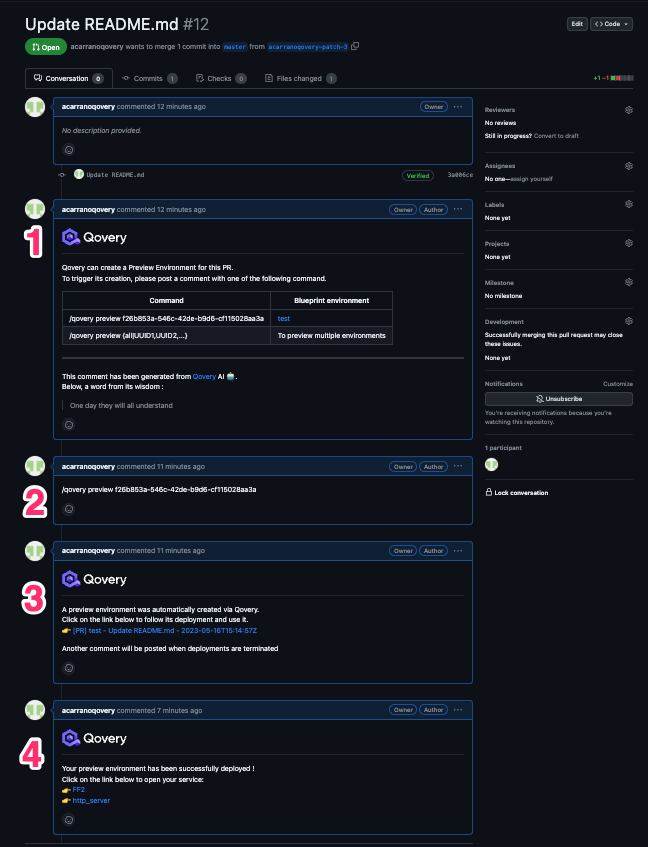 Update README.md #12
Edit
<> Code
Open
acarranoqovery wants to merge 1 commit into master from acarranoqovery-patch-3
Conversation 0
Commits 1
Checks 0
Files changed 1
+1 −1
acarranoqovery commented 12 minutes ago
Owner
No description provided.
Update README.md
Verified
3a006ce
1
acarranoqovery commented 12 minutes ago
Owner
Author
Qovery
Qovery can create a Preview Environment for this PR.
To trigger its creation, please post a comment with one of the following command.
Command
Blueprint environment
/qovery preview f26b853a-546c-42de-b9d6-cf115028aa3a
test
/qovery preview {all|UUID1,UUID2,...}
To preview multiple environments
This comment has been generated from Qovery AI 🤖.
Below, a word from its wisdom :
One day they will all understand
2
acarranoqovery commented 11 minutes ago
Owner
Author
/qovery preview f26b853a-546c-42de-b9d6-cf115028aa3a
3
acarranoqovery commented 11 minutes ago
Owner
Author
Qovery
A preview environment was automatically created via Qovery.
Click on the link below to follow its deployment and use it.
👉 [PR] test - Update README.md - 2023-05-16T15:14:57Z
Another comment will be posted when deployments are terminated
4
acarranoqovery commented 7 minutes ago
Owner
Author
Qovery
Your preview environment has been successfully deployed !
Click on the link below to open your service:
👉 FF2
👉 http_server
Reviewers
No reviews
Still in progress? Convert to draft
Assignees
No one—assign yourself
Labels
None yet
Projects
None yet
Milestone
No milestone
Development
Successfully merging this pull request may close
these issues.
None yet
Notifications
Customize
Unsubscribe
You're receiving notifications because you're
watching this repository.
1 participant
Lock conversation